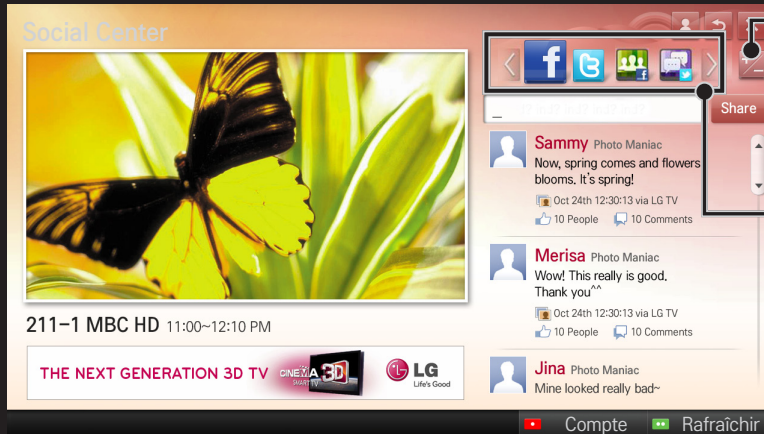 Social Center
Share
Sammy Photo Maniac
Now, spring comes and flowers
blooms. It's spring!
Oct 24th 12:30:13 via LG TV
10 People 10 Comments
Merisa Photo Maniac
Wow! This really is good.
Thank you^^
Oct 24th 12:30:13 via LG TV
10 People 10 Comments
Jina Photo Maniac
Mine looked really bad~
211-1 MBC HD 11:00~12:10 PM
THE NEXT GENERATION 3D TV CINEMA 3D SMART TV LG Life's Good
Compte Rafraîchir